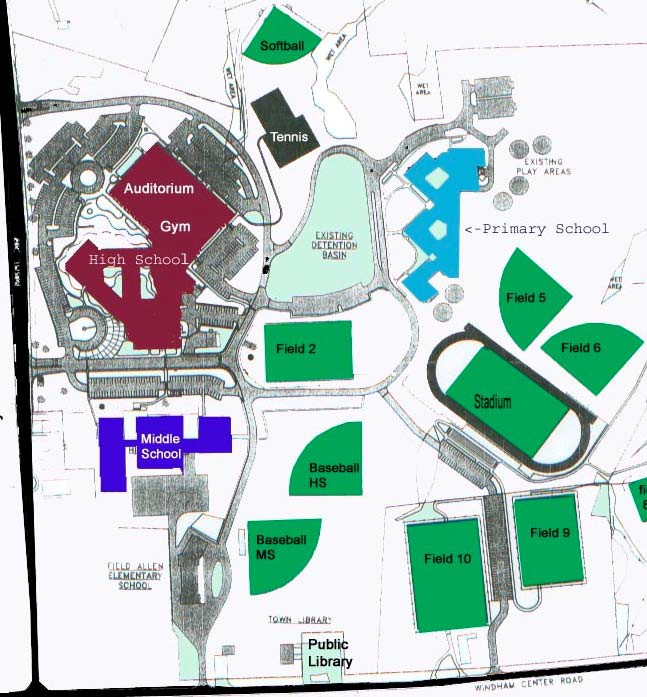 Softball
WET AREA
WET AREA
WET
AREA
Tennis
EXISTING
PLAY AREAS
Auditorium
Gym
EXISTING
DETENTION
BASIN
<-Primary School
High School
WET
AREA
Field 5
Field 2
Field 6
Stadium
Middle
School
Baseball
HS
Field 9
Baseball
MS
Field 10
FIELD ALLEN
ELEMENTARY
SCHOOL
TOWN LIBRARY
Public
Library
WINDHAM CENTER ROAD